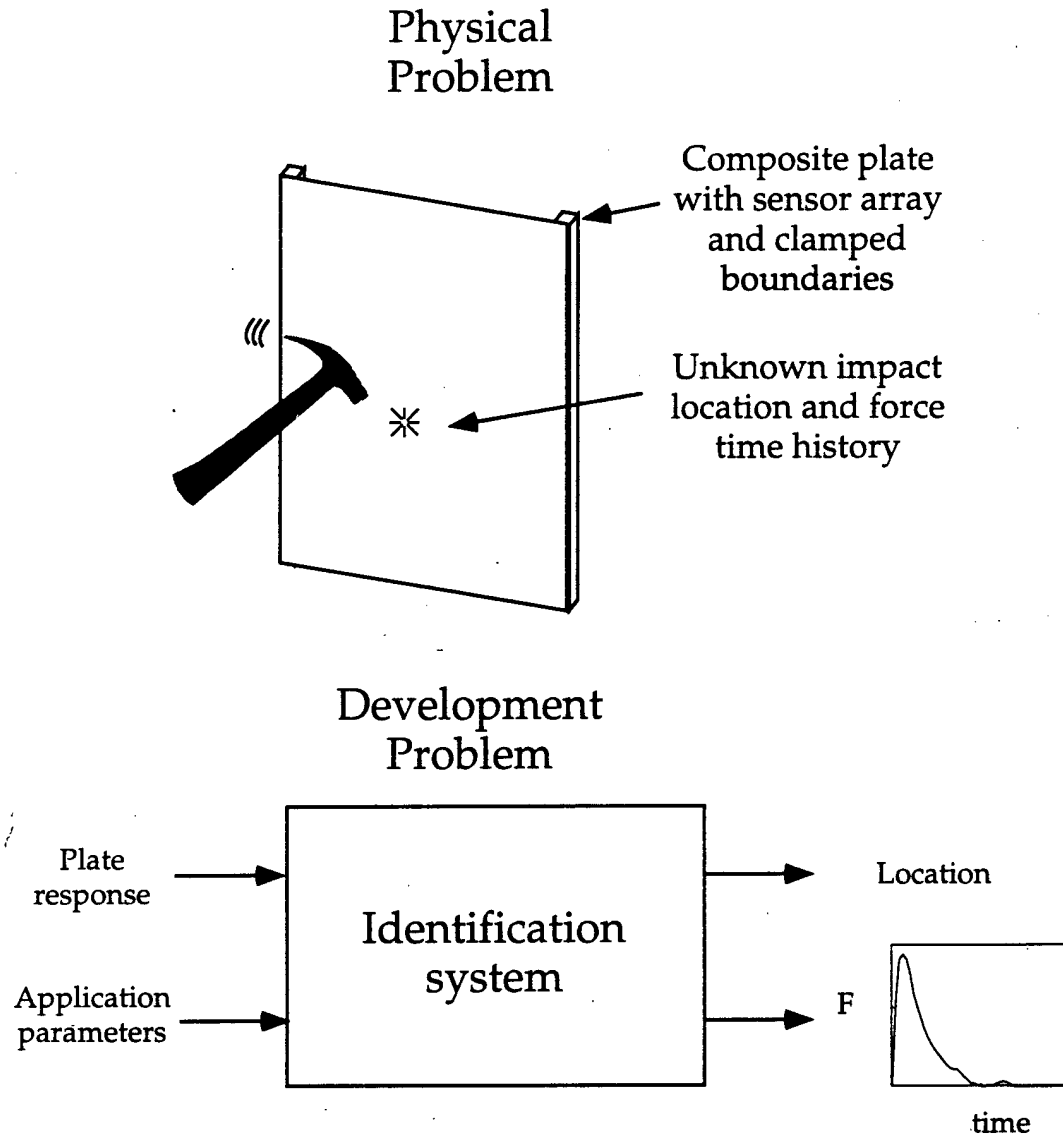 Physical
Problem
Composite plate
with sensor array
and clamped
boundaries
Unknown impact
location and force
time history
Development
Problem
Plate
response
Application
parameters
Identification
system
Location
F
time